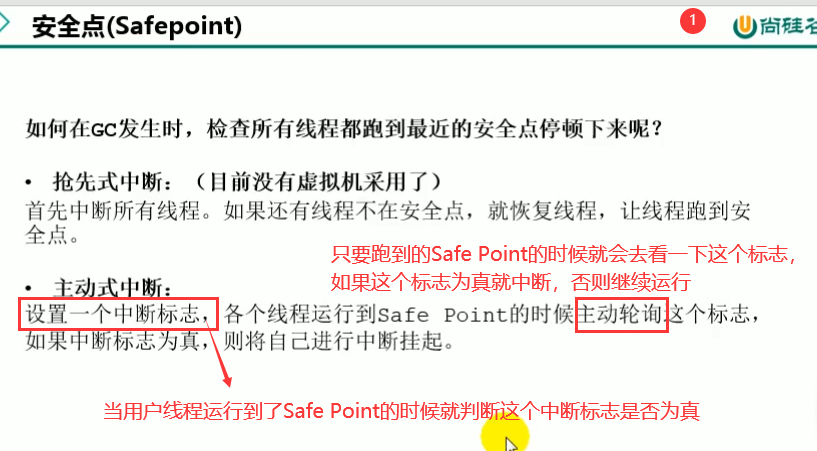 安全点(Safepoint)
1
尚硅谷
如何在GC发生时，检查所有线程都跑到最近的安全点停顿下来呢？
• 抢先式中断：（目前没有虚拟机采用了）
首先中断所有线程。如果还有线程不在安全点，就恢复线程，让线程跑到安
全点。
只要跑到的Safe Point的时候就会去看一下这个标志，
如果这个标志为真就中断，否则继续运行
• 主动式中断：
设置一个中断标志，各个线程运行到Safe Point的时候主动轮询这个标志，
如果中断标志为真，则将自己进行中断挂起。
当用户线程运行到了Safe Point的时候就判断这个中断标志是否为真